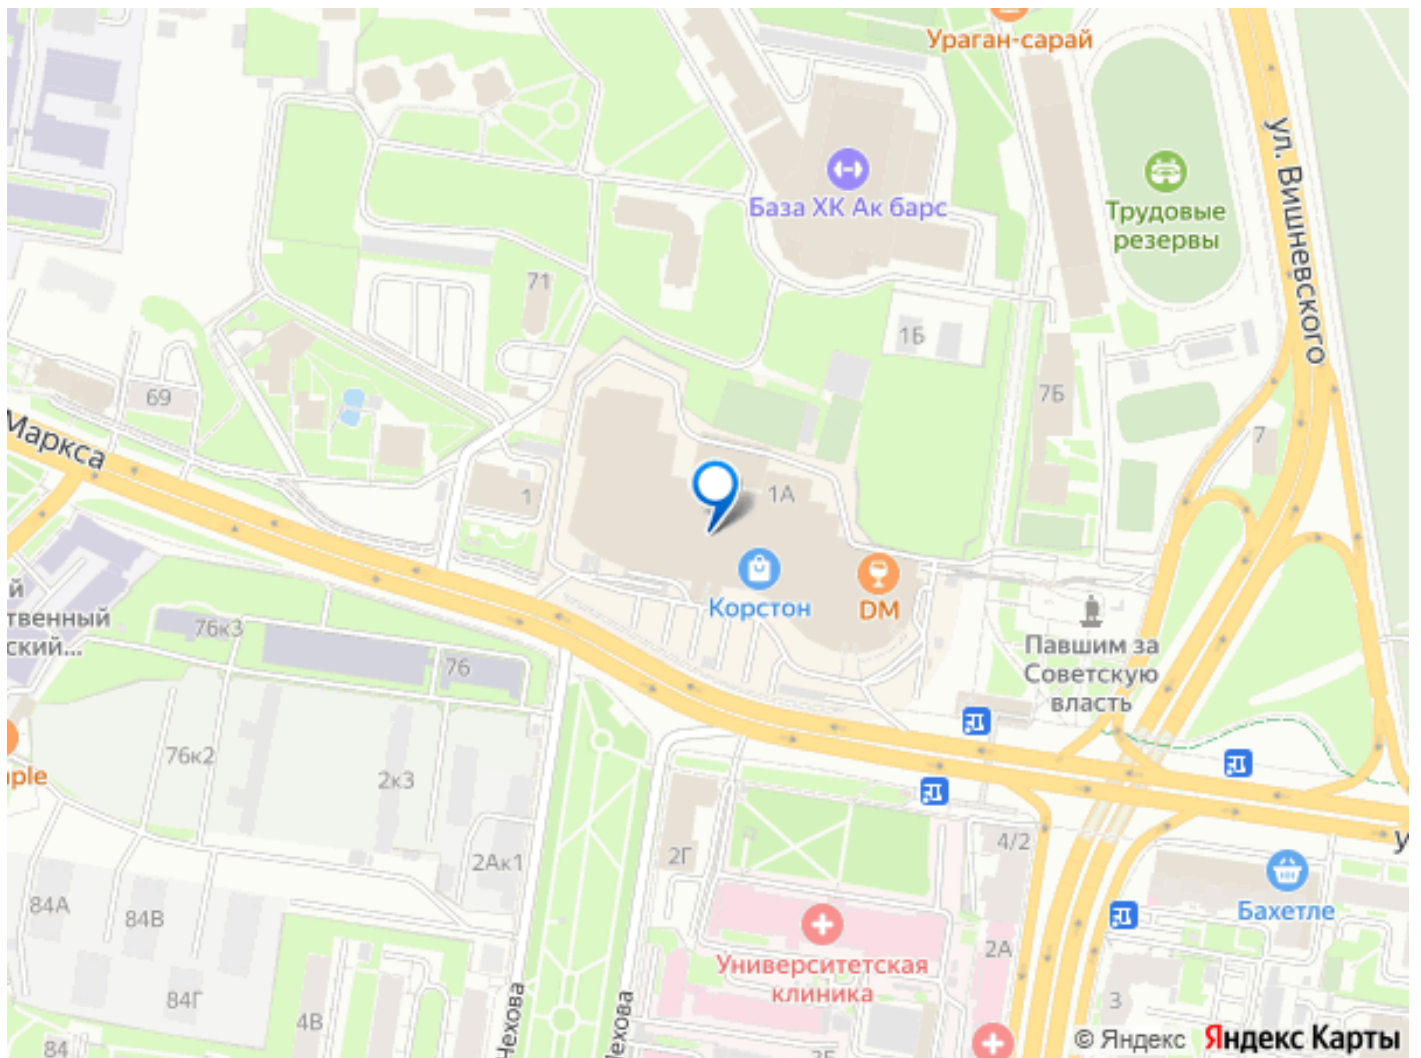 Ураган-сарай
ул. Вишневского
База ХК Ак барс
Трудовые
резервы
71
1Б
7Б
69
Маркса
7
1
1А
Корстон
DM
й
твенный
ский...
76к3
76
Павшим за
Советскую
власть
76к2
2к3
ple
4/2
2Ак1
2Г
84А
84В
Бахетле
Университетская
клиника
2А
84Г
4В
Чехова
Чехова
3
84
© Яндекс
Яндекс Карты